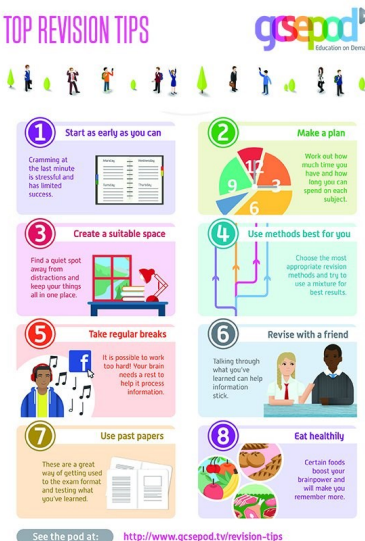 TOP REVISION TIPS
gcsepod
Education on Dema
1
Start as early as you can
Cramming at
the last minute
is stressful and
has limited
success.
2
Make a plan
Work out how
much time you
have and how
long you can
spend on each
subject.
12
9
3
6
3
Create a suitable space
Find a quiet spot
away from
distractions and
keep your things
all in one place.
4
Use methods best for you
Choose the most
appropriate revision
methods and try to
use a mixture for
best results.
5
Take regular breaks
It is possible to work
too hard! Your brain
needs a rest to
help it process
information.
f
6
Revise with a friend
Talking through
what you've
learned can help
information
stick.
7
Use past papers
These are a great
way of getting used
to the exam format
and testing what
you've learned.
8
Eat healthily
Certain foods
boost your
brainpower and
will make you
remember more.
See the pod at:
http://www.gcsepod.tv/revision-tips